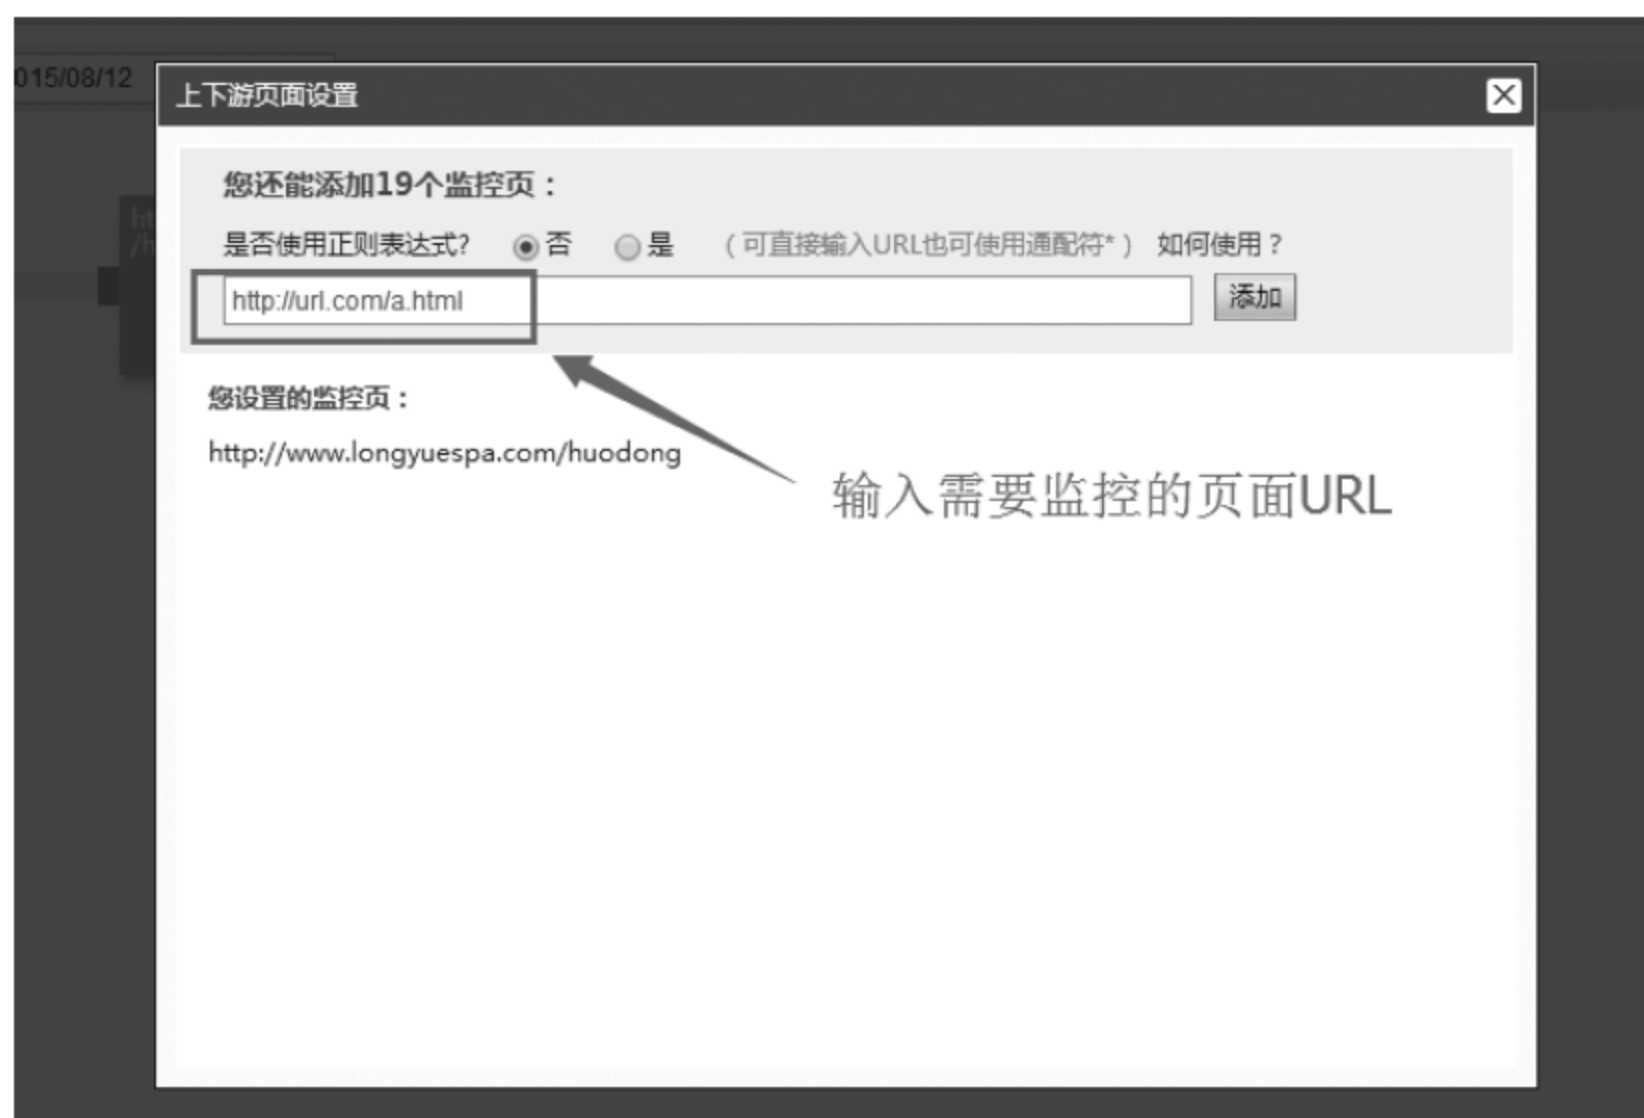 015/08/12
上下游页面设置
您还能添加19个监控页：
是否使用正则表达式? 否 是 （可直接输入URL也可使用通配符*） 如何使用？
http://url.com/a.html 添加
您设置的监控页：
http://www.longyuespa.com/huodong
输入需要监控的页面URL
ht
/h